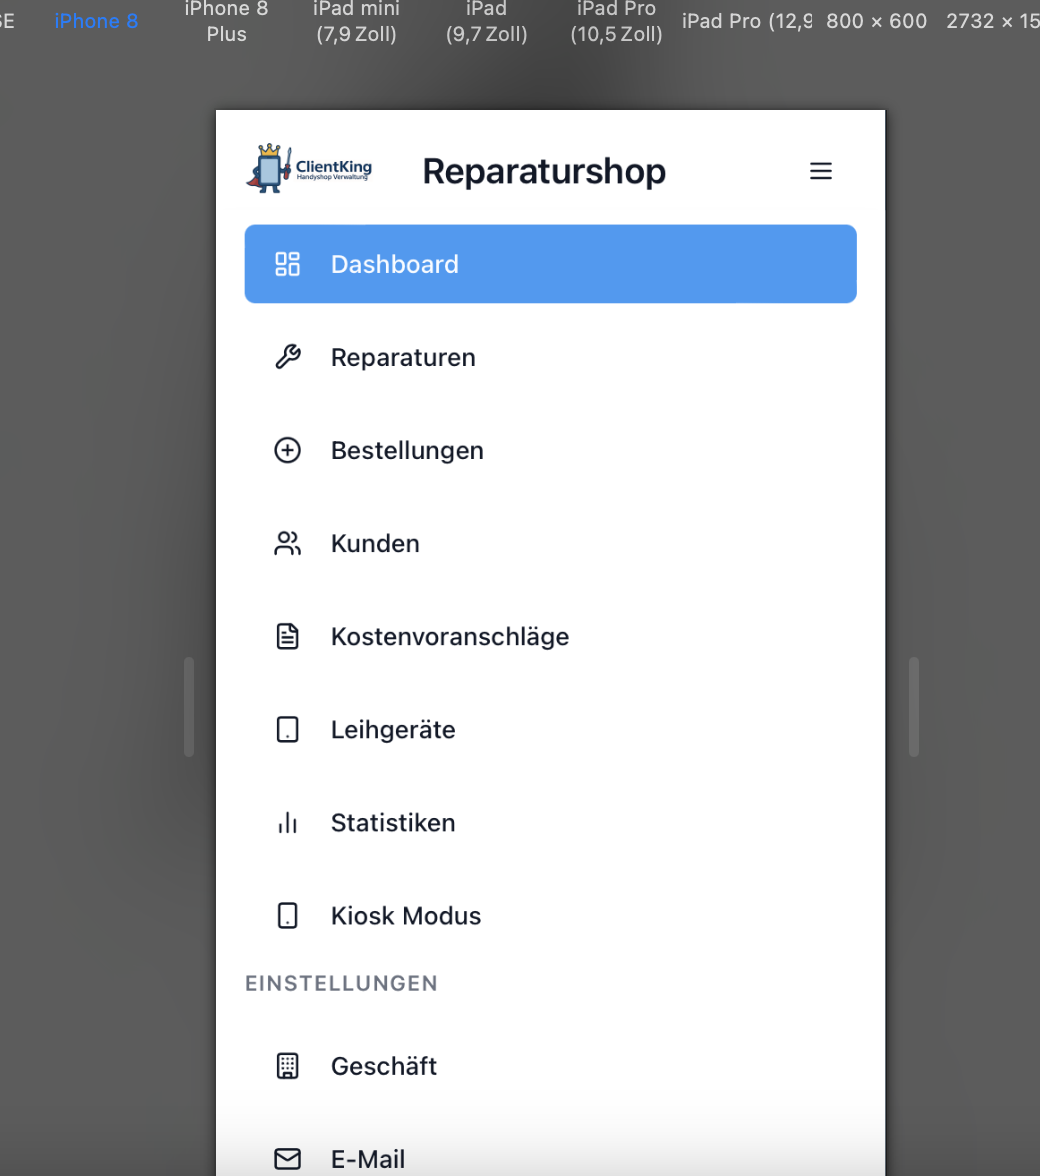 SE
iPhone 8
iPhone 8
Plus
iPad mini
(7,9 Zoll)
iPad
(9,7 Zoll)
iPad Pro
(10,5 Zoll)
iPad Pro (12,9
800 × 600
2732 × 15
ClientKing
Handyshop Verwaltung
Reparaturshop
Dashboard
Reparaturen
Bestellungen
Kunden
Kostenvoranschläge
Leihgeräte
Statistiken
Kiosk Modus
EINSTELLUNGEN
Geschäft
E-Mail